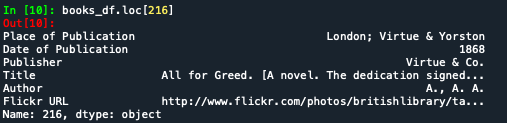 In [10]: books_df.loc[216]
Out[10]:
Place of Publication London; Virtue & Yorston
Date of Publication 1868
Publisher Virtue & Co.
Title All for Greed. [A novel. The dedication signed...
Author A., A. A.
Flickr URL http://www.flickr.com/photos/britishlibrary/ta...
Name: 216, dtype: object